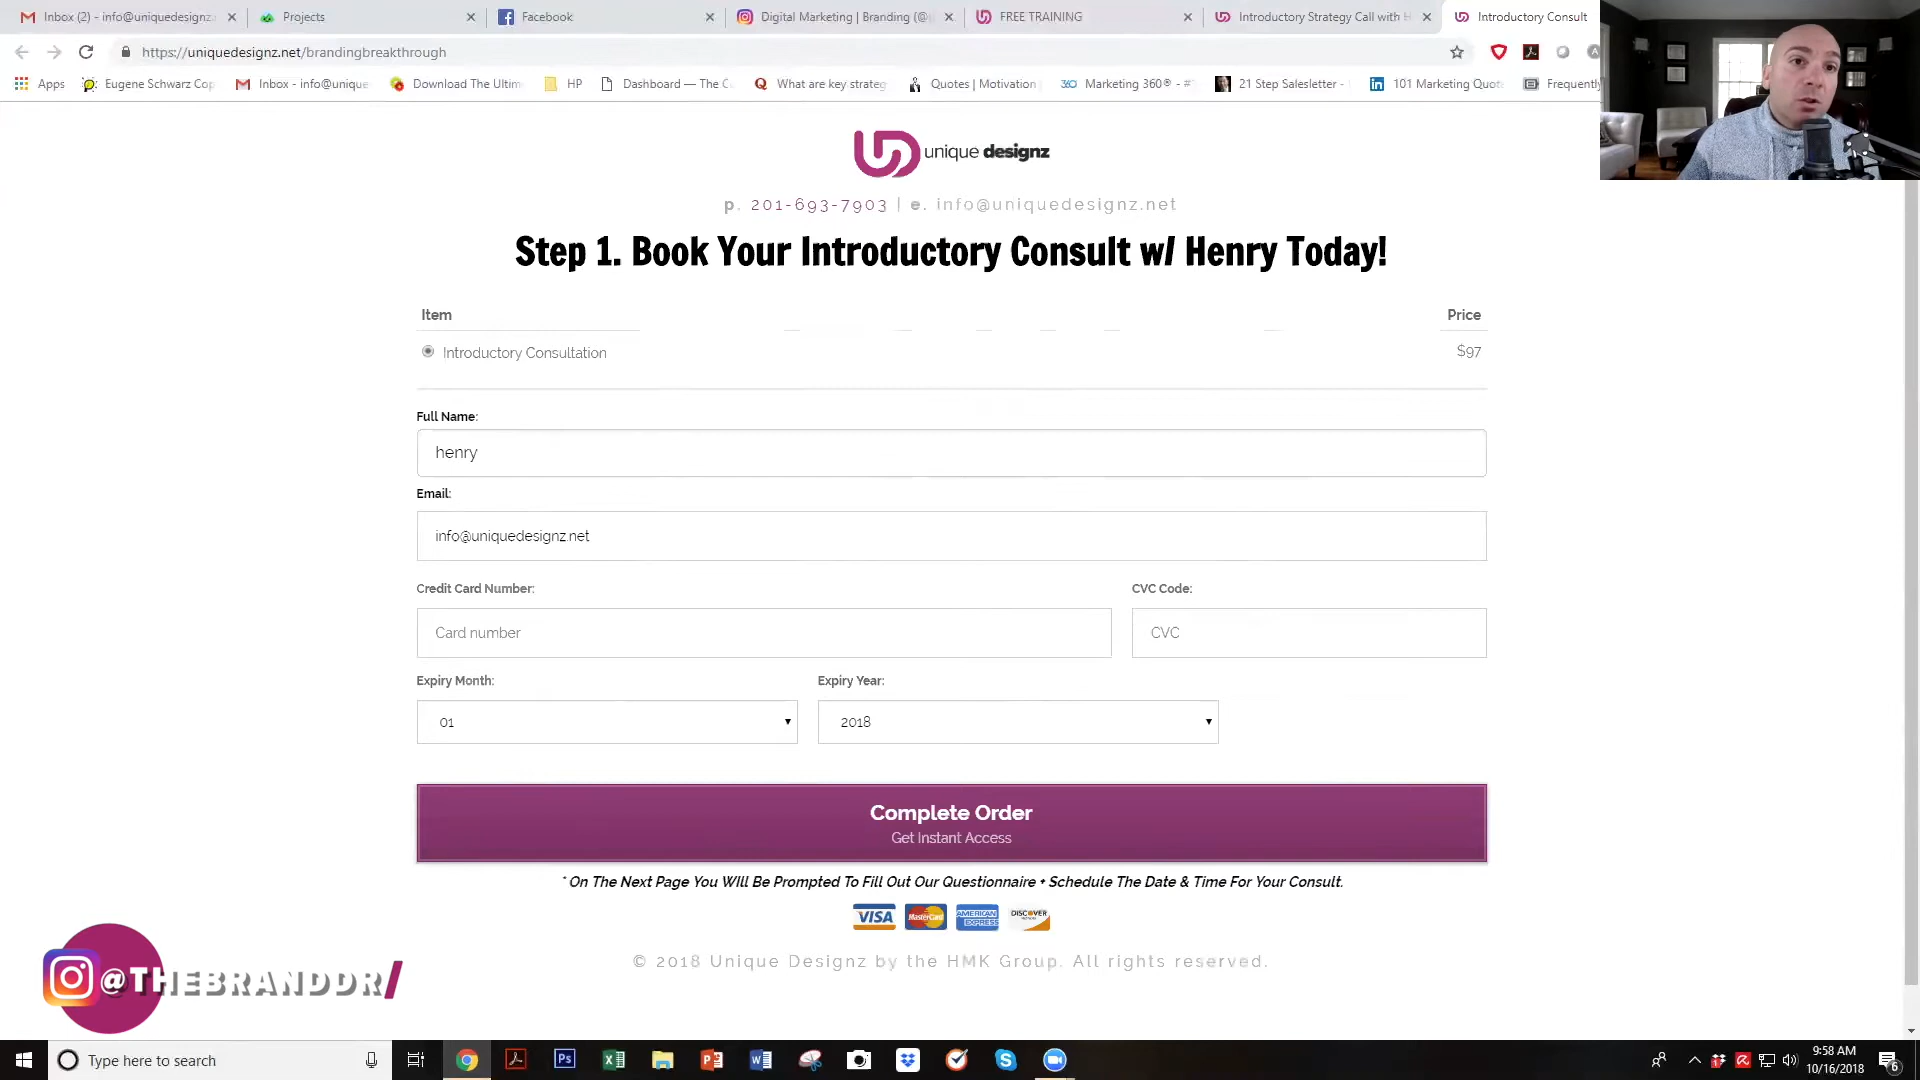 Inbox (2) - info@uniquedesignz.
Projects
Facebook
Digital Marketing | Branding (@
FREE TRAINING
Introductory Strategy Call with H
Introductory Consult
https://uniquedesignz.net/brandingbreakthrough
Apps
Eugene Schwarz Cop
Inbox - info@unique
Download The Ultim
HP
Dashboard — The C
What are key strateg
Quotes | Motivation
Marketing 360® - #
21 Step Salesletter -
101 Marketing Quot
Frequently
unique designz
p. 201-693-7903 | e. info@uniquedesignz.net
Step 1. Book Your Introductory Consult w/ Henry Today!
Item Price
Introductory Consultation $97
Full Name:
henry
Email:
info@uniquedesignz.net
Credit Card Number: CVC Code:
Card number CVC
Expiry Month: Expiry Year:
01 2018
Complete Order
Get Instant Access
* On The Next Page You WIll Be Prompted To Fill Out Our Questionnaire + Schedule The Date & Time For Your Consult.
VISA MasterCard AMERICAN EXPRESS DISCOVER
© 2018 Unique Designz by the HMK Group. All rights reserved.
@THEBRANDDR/
Type here to search
9:58 AM
10/16/2018
6